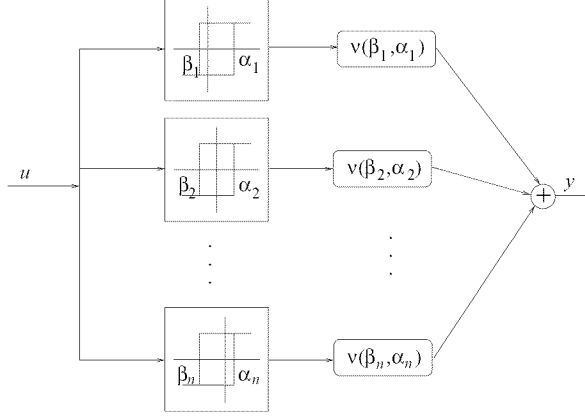 β₁ α₁
ν(β₁,α₁)
u
β₂ α₂
ν(β₂,α₂)
+
y
βₙ αₙ
ν(βₙ,αₙ)